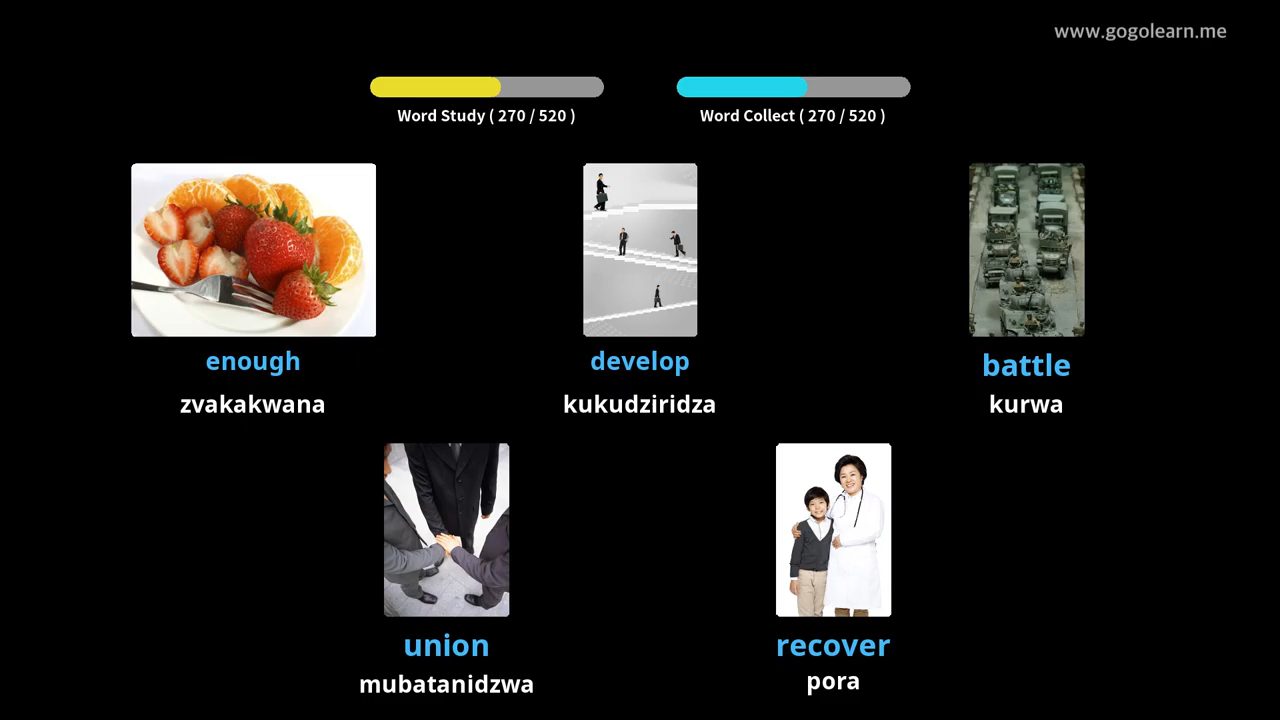 www.gogolearn.me
Word Study ( 270 / 520 )
Word Collect ( 270 / 520 )
enough
develop
battle
zvakakwana
kukudziridza
kurwa
union
recover
mubatanidzwa
pora